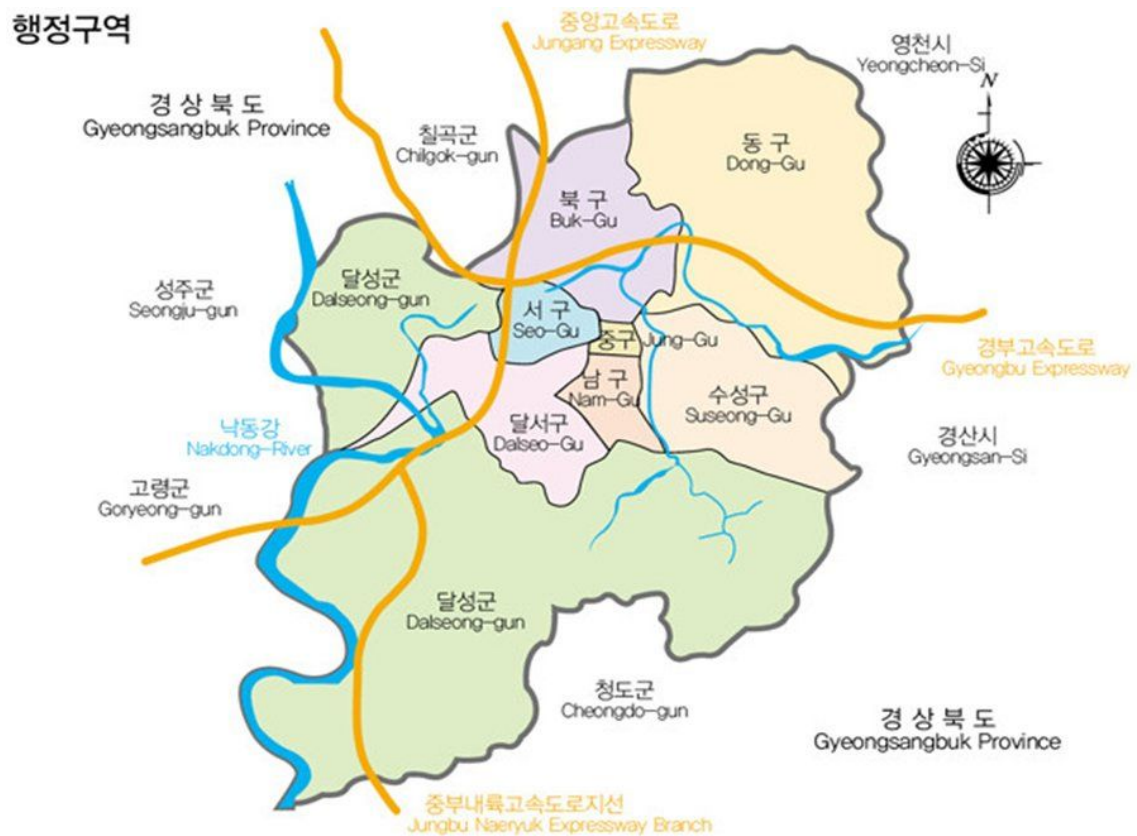 행정구역
중앙고속도로
Jungang Expressway
영천시
Yeongcheon-Si
N
경상북도
Gyeongsangbuk Province
칠곡군
Chilgok-gun
동구
Dong-Gu
북구
Buk-Gu
달성군
Dalseong-gun
성주군
Seongju-gun
서구
Seo-Gu
중구 Jung-Gu
경부고속도로
Gyeongbu Expressway
남구
Nam-Gu
수성구
Suseong-Gu
달서구
Dalseo-Gu
낙동강
Nakdong-River
경산시
Gyeongsan-Si
고령군
Goryeong-gun
달성군
Dalseong-gun
청도군
Cheongdo-gun
경상북도
Gyeongsangbuk Province
중부내륙고속도로지선
Jungbu Naeryuk Expressway Branch